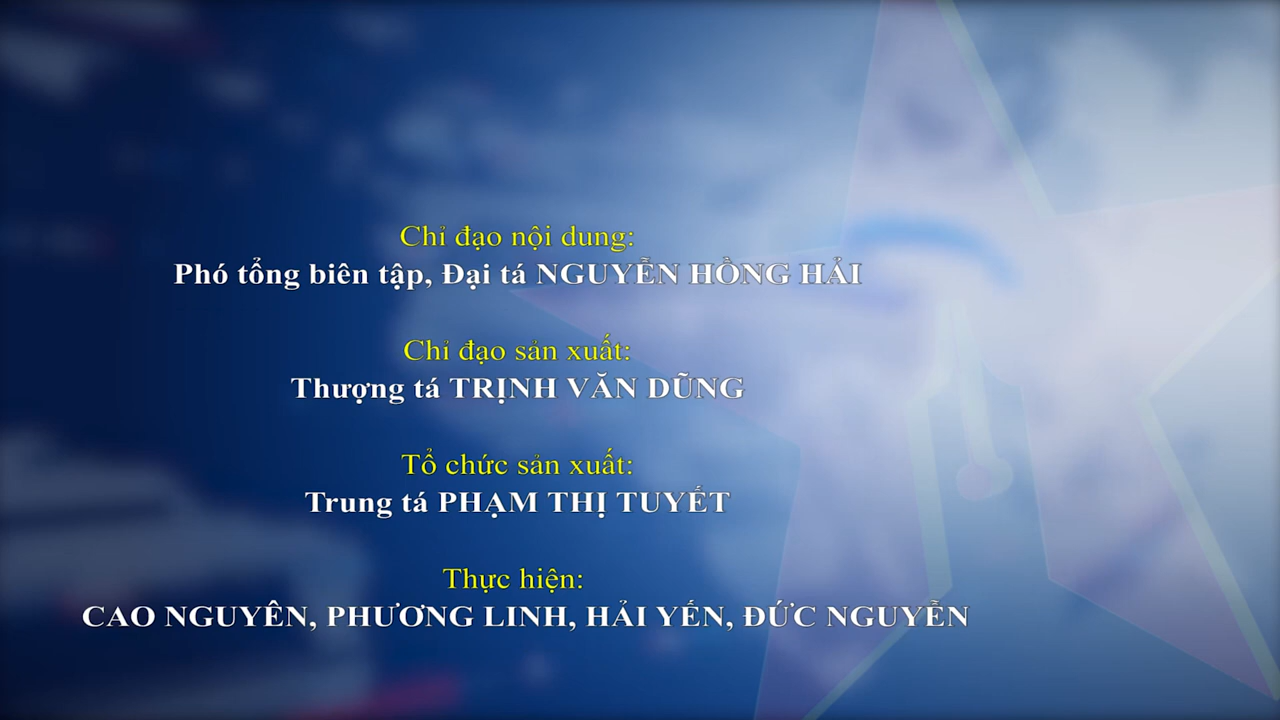 Chỉ đạo nội dung:
Phó tổng biên tập, Đại tá NGUYỄN HỒNG HẢI
Chỉ đạo sản xuất:
Thượng tá TRỊNH VĂN DŨNG
Tổ chức sản xuất:
Trung tá PHẠM THỊ TUYẾT
Thực hiện:
CAO NGUYÊN, PHƯƠNG LINH, HẢI YẾN, ĐỨC NGUYỄN